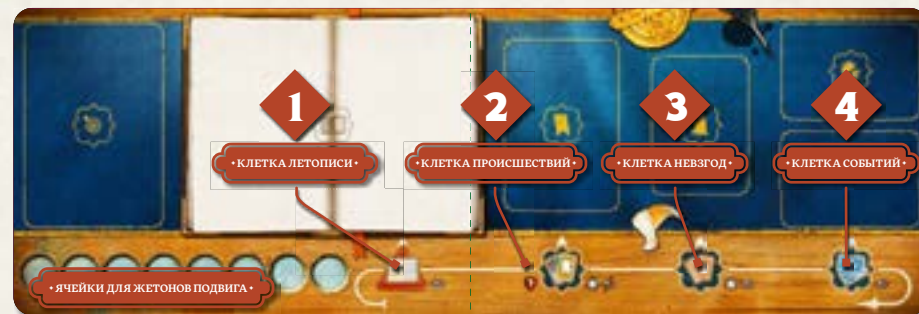 1
2
3
4
• КЛЕТКА ЛЕТОПИСИ •
• КЛЕТКА ПРОИСШЕСТВИЙ •
• КЛЕТКА НЕВЗГОД •
• КЛЕТКА СОБЫТИЙ •
• ЯЧЕЙКИ ДЛЯ ЖЕТОНОВ ПОДВИГА •